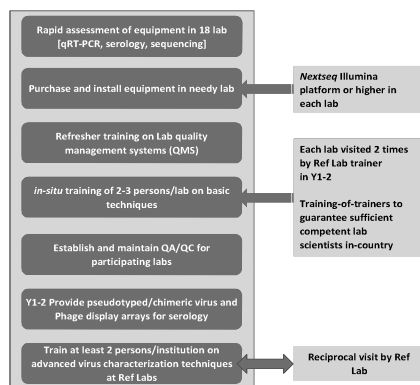 Rapid assessment of equipment in 18 lab
[qRT-PCR, serology, sequencing]
Purchase and install equipment in needy lab
Nextseq Illumina
platform or higher in
each lab
Refresher training on Lab quality
management systems (QMS)
in-situ training of 2-3 persons/lab on basic
techniques
Each lab visited 2 times
by Ref Lab trainer
in Y1-2
Training-of-trainers to
guarantee sufficient
competent lab
scientists in-country
Establish and maintain QA/QC for
participating labs
Y1-2 Provide pseudotyped/chimeric virus and
Phage display arrays for serology
Train at least 2 persons/institution on
advanced virus characterization techniques
at Ref Labs
Reciprocal visit by Ref
Lab